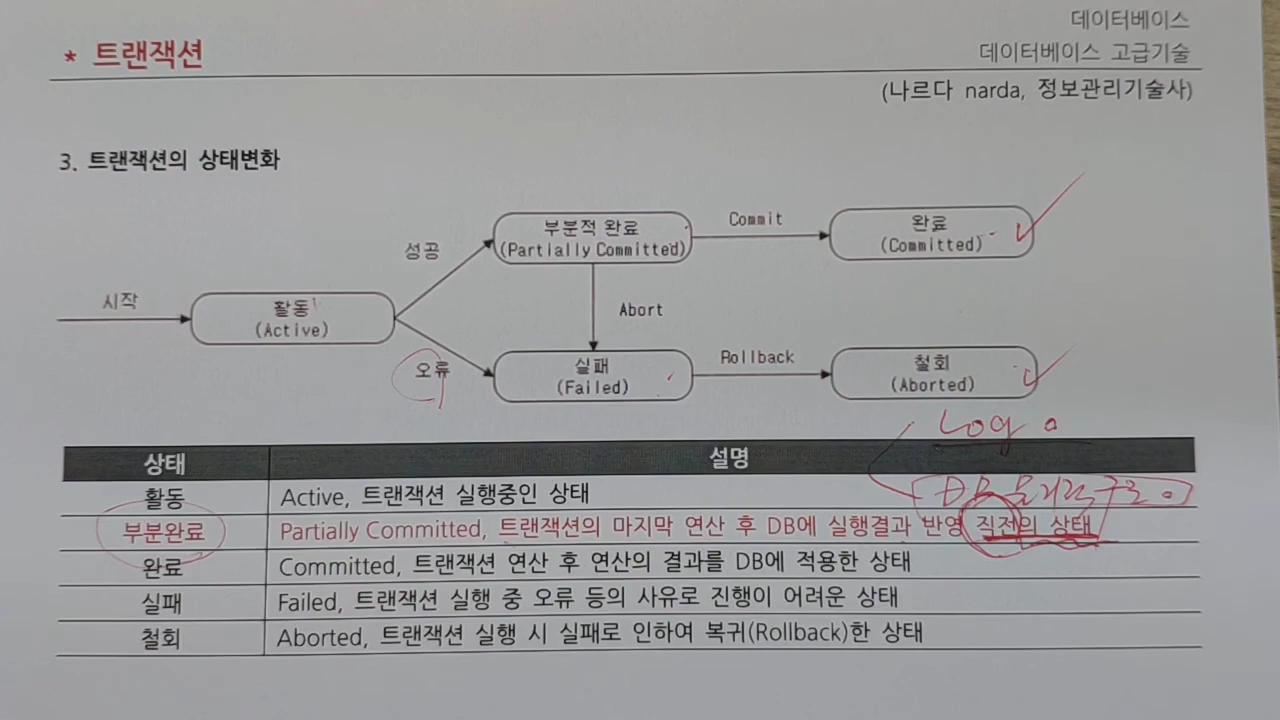 데이터베이스
* 트랜잭션
데이터베이스 고급기술
(나르다 narda, 정보관리기술사)
3. 트랜잭션의 상태변화
시작
활동
(Active)
성공
오류
부분적 완료
(Partially Committed)
Commit
완료
(Committed)
Abort
실패
(Failed)
Rollback
철회
(Aborted)
Log
상태 설명
활동 Active, 트랜잭션 실행중인 상태
DB 물리적구조
부분완료 Partially Committed, 트랜잭션의 마지막 연산 후 DB에 실행결과 반영 직전의 상태
완료 Committed, 트랜잭션 연산 후 연산의 결과를 DB에 적용한 상태
실패 Failed, 트랜잭션 실행 중 오류 등의 사유로 진행이 어려운 상태
철회 Aborted, 트랜잭션 실행 시 실패로 인하여 복귀(Rollback)한 상태